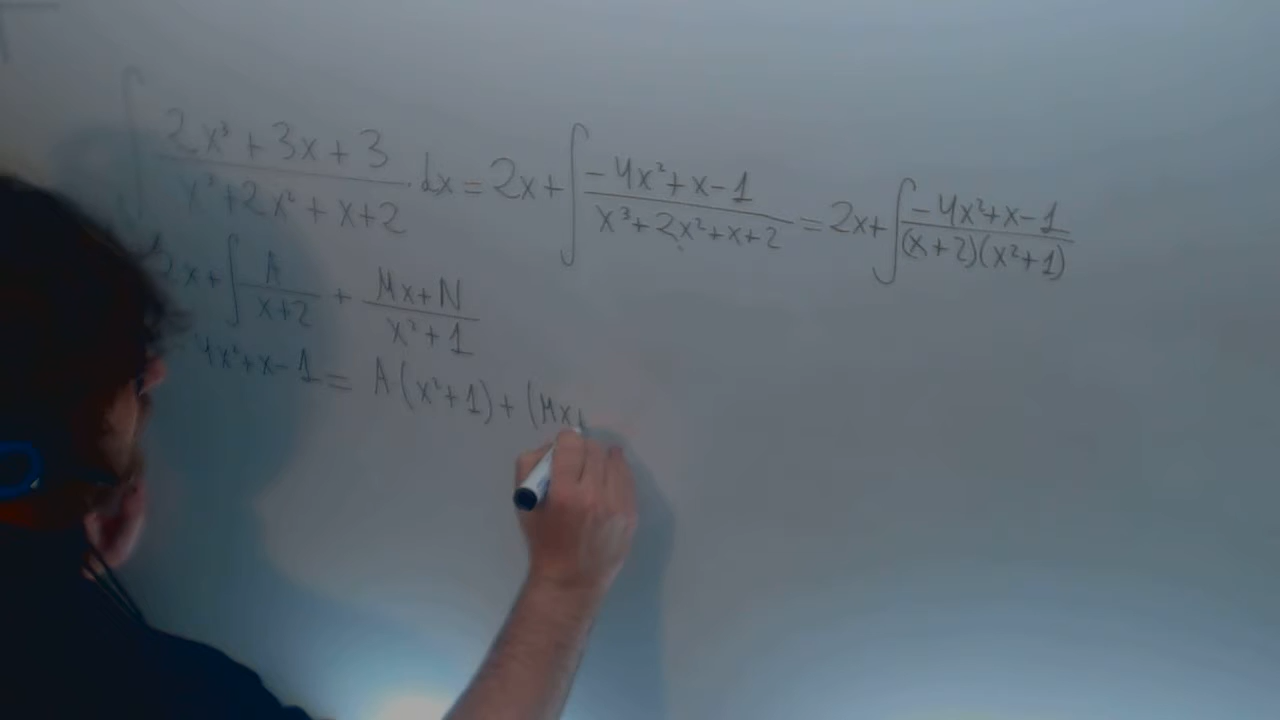 ∫ (2x³+3x+3)/(x³+2x²+x+2) dx = 2x+∫ (-4x²+x-1)/(x³+2x²+x+2) = 2x+∫ (-4x²+x-1)/((x+2)(x²+1))
2x+∫ A/(x+2) + (Mx+N)/(x²+1)
4x²+x-1 = A(x²+1)+(Mx